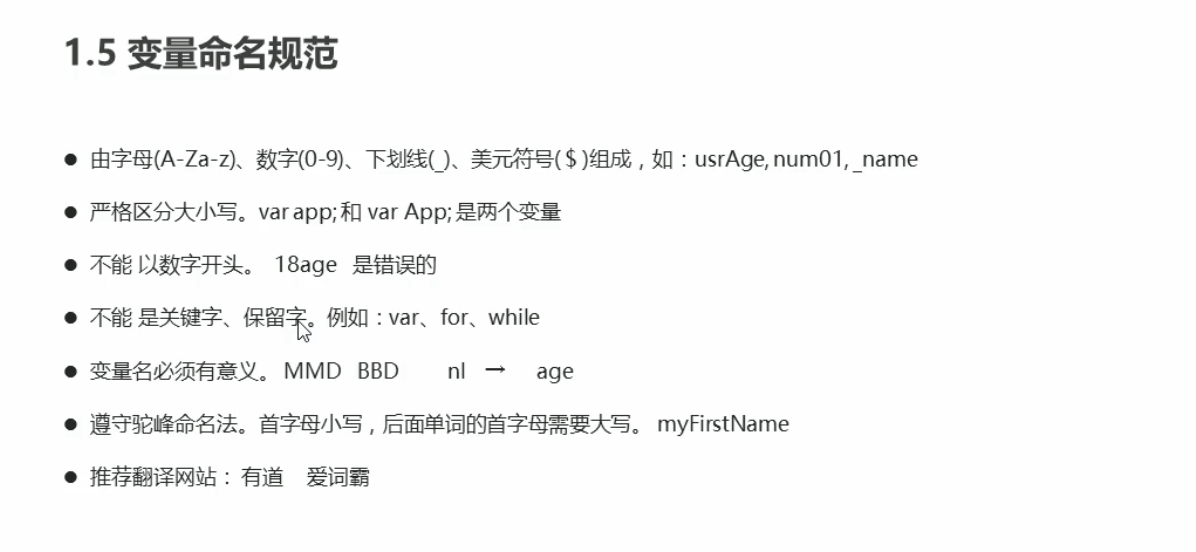 1.5 变量命名规范
● 由字母(A-Za-z)、数字(0-9)、下划线(_)、美元符号( $ )组成，如：usrAge, num01, _name
● 严格区分大小写。var app; 和 var App; 是两个变量
● 不能 以数字开头。 18age 是错误的
● 不能 是关键字、保留字。例如：var、for、while
● 变量名必须有意义。 MMD BBD nl → age
● 遵守驼峰命名法。首字母小写，后面单词的首字母需要大写。 myFirstName
● 推荐翻译网站： 有道 爱词霸